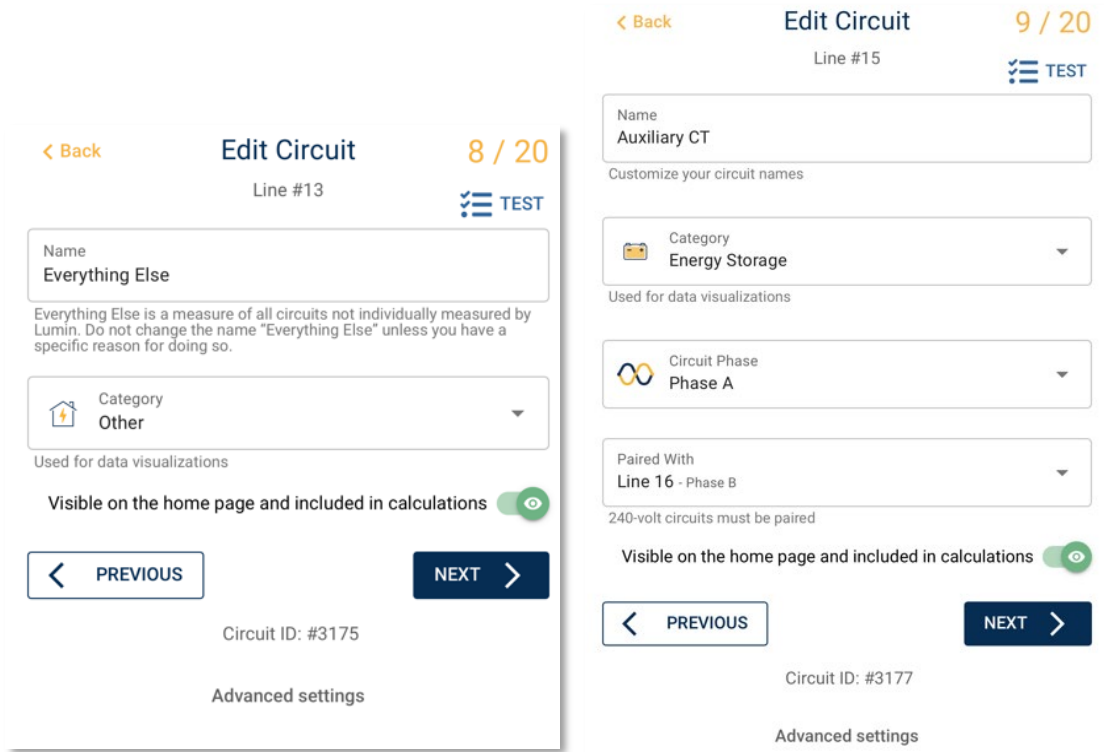 Back
Edit Circuit
8 / 20
Line #13
TEST
Name
Everything Else
Everything Else is a measure of all circuits not individually measured by
Lumin. Do not change the name “Everything Else” unless you have a
specific reason for doing so.
Category
Other
Used for data visualizations
Visible on the home page and included in calculations
PREVIOUS
NEXT
Circuit ID: #3175
Advanced settings
Back
Edit Circuit
9 / 20
Line #15
TEST
Name
Auxiliary CT
Customize your circuit names
Category
Energy Storage
Used for data visualizations
Circuit Phase
Phase A
Paired With
Line 16 - Phase B
240-volt circuits must be paired
Visible on the home page and included in calculations
PREVIOUS
NEXT
Circuit ID: #3177
Advanced settings